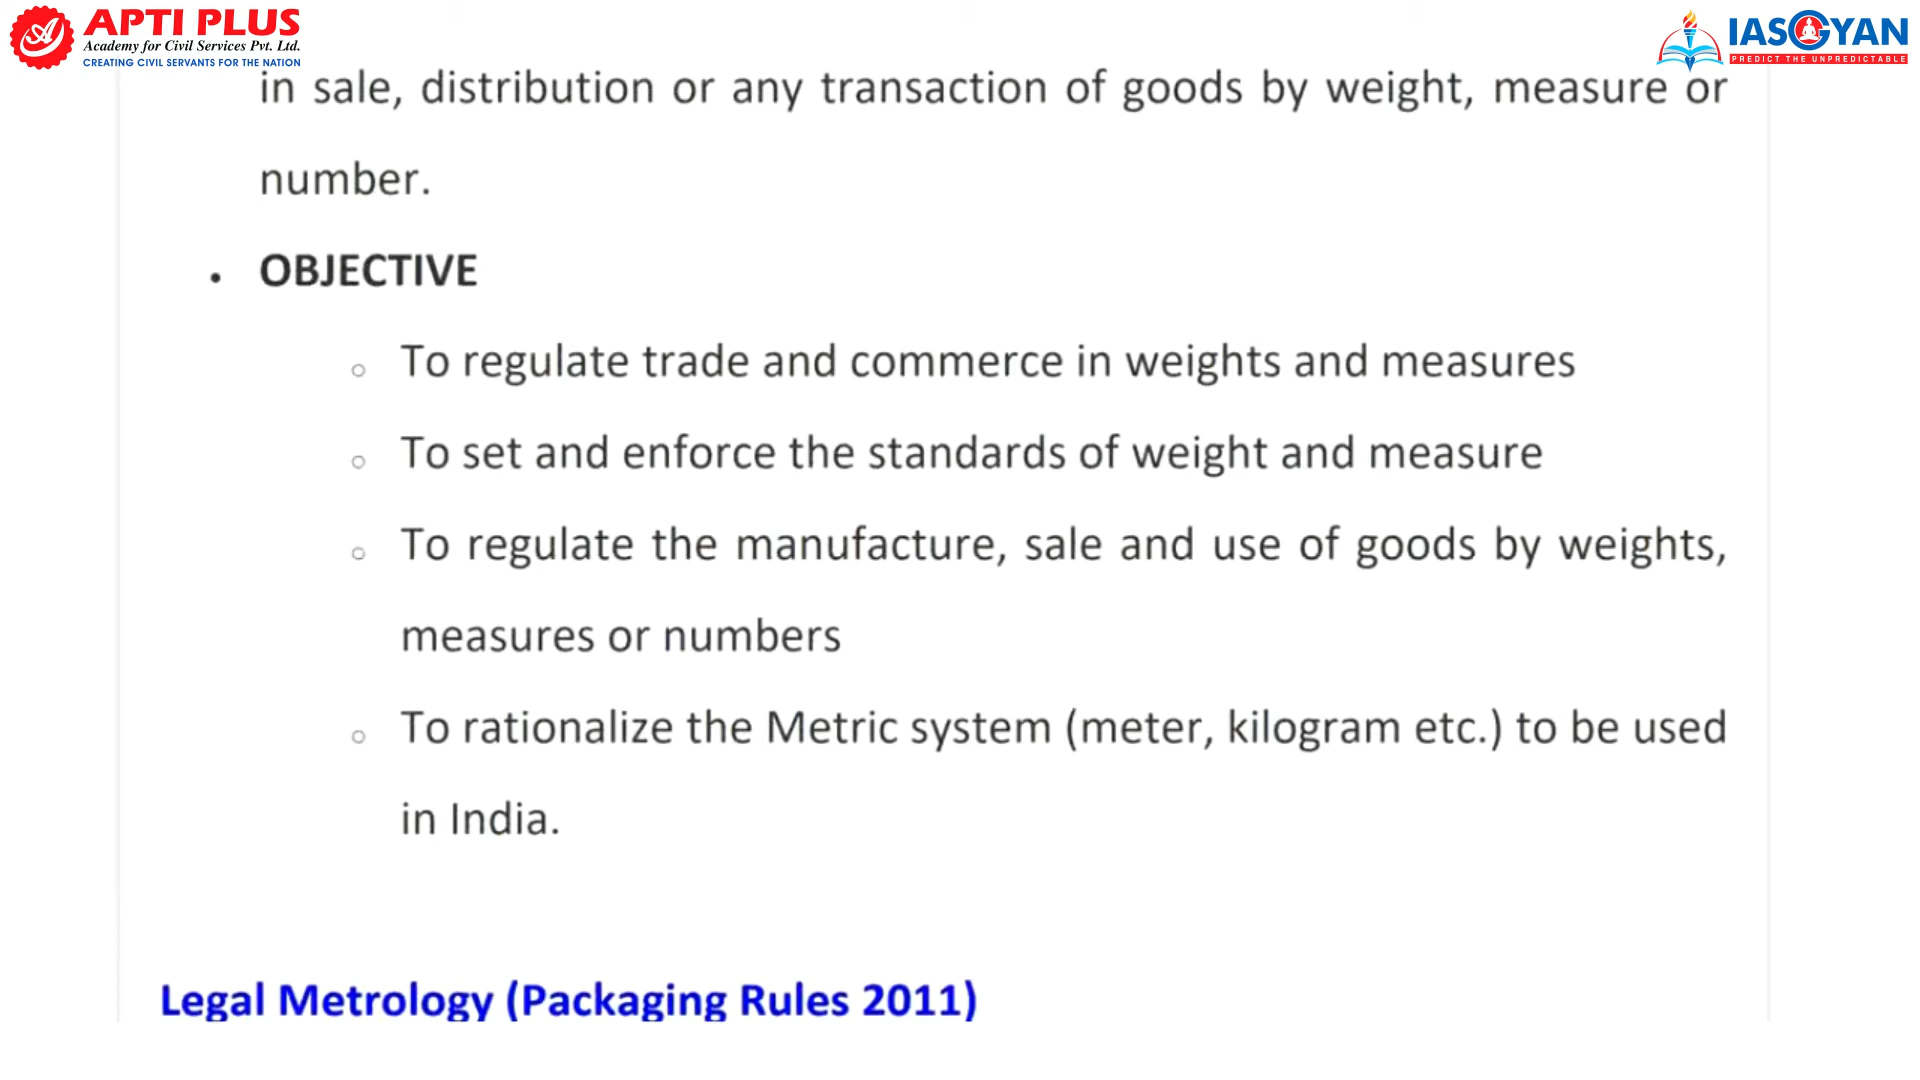 APTI PLUS
Academy for Civil Services Pvt. Ltd.
CREATING CIVIL SERVANTS FOR THE NATION
IASGYAN
PREDICT THE UNPREDICTABLE
in sale, distribution or any transaction of goods by weight, measure or
number.
• OBJECTIVE
○ To regulate trade and commerce in weights and measures
○ To set and enforce the standards of weight and measure
○ To regulate the manufacture, sale and use of goods by weights,
measures or numbers
○ To rationalize the Metric system (meter, kilogram etc.) to be used
in India.
Legal Metrology (Packaging Rules 2011)